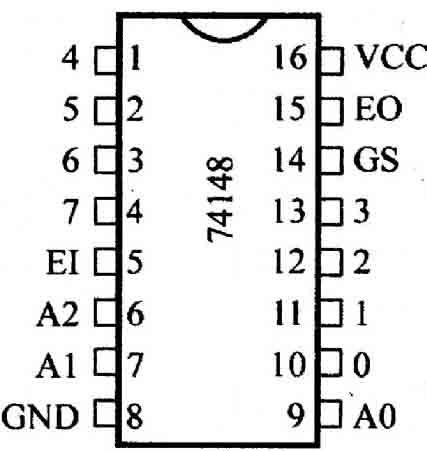 4 1 16 VCC
5 2 15 EO
6 3 14 GS
7 4 13 3
EI 5 12 2
A2 6 11 1
A1 7 10 0
GND 8 9 A0
74148